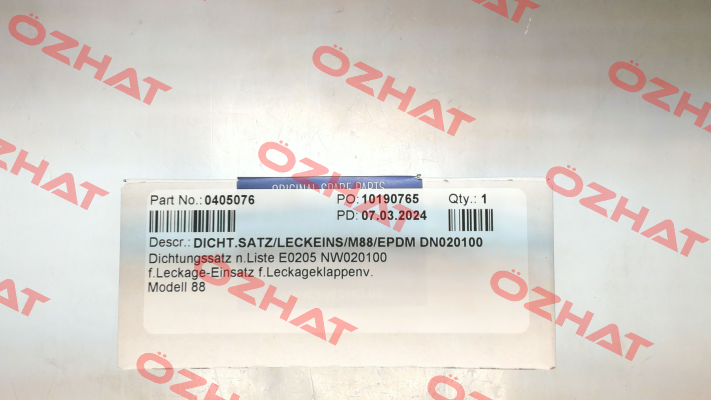 ÖZHAT
ÖZHAT
ÖZHAT
ÖZHAT
ÖZHAT
ÖZHAT
ORIGINAL SPARE PARTS
Part No.: 0405076 PO: 10190765 Qty.: 1
PD: 07.03.2024
Descr.: DICHT.SATZ/LECKEINS/M88/EPDM DN020100
Dichtungssatz n.Liste E0205 NW020100
f.Leckage-Einsatz f.Leckageklappenv.
Modell 88
ÖZHAT
ÖZHAT
ÖZHAT